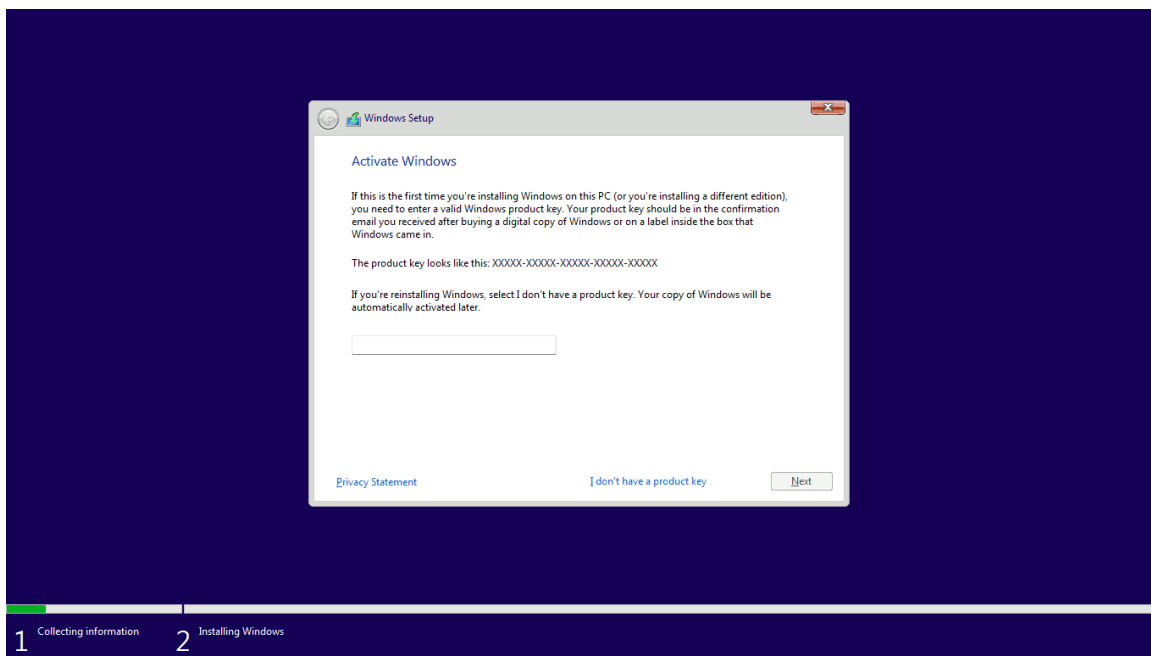 Windows Setup
Activate Windows
If this is the first time you're installing Windows on this PC (or you're installing a different edition),
you need to enter a valid Windows product key. Your product key should be in the confirmation
email you received after buying a digital copy of Windows or on a label inside the box that
Windows came in.
The product key looks like this: XXXXX-XXXXX-XXXXX-XXXXX-XXXXX
If you're reinstalling Windows, select I don't have a product key. Your copy of Windows will be
automatically activated later.
Privacy Statement
I don't have a product key
Next
1 Collecting information
2 Installing Windows